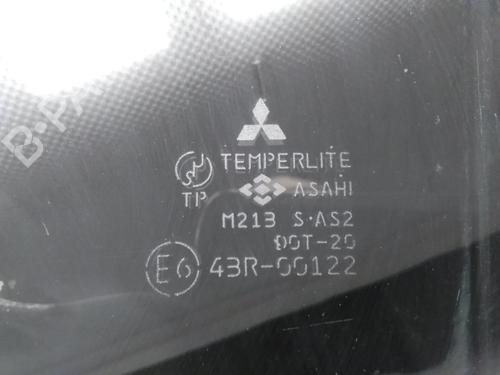 TEMPERLITE
TP ASAHI
M213 S·AS2
DOT-20
E6 43R-00122